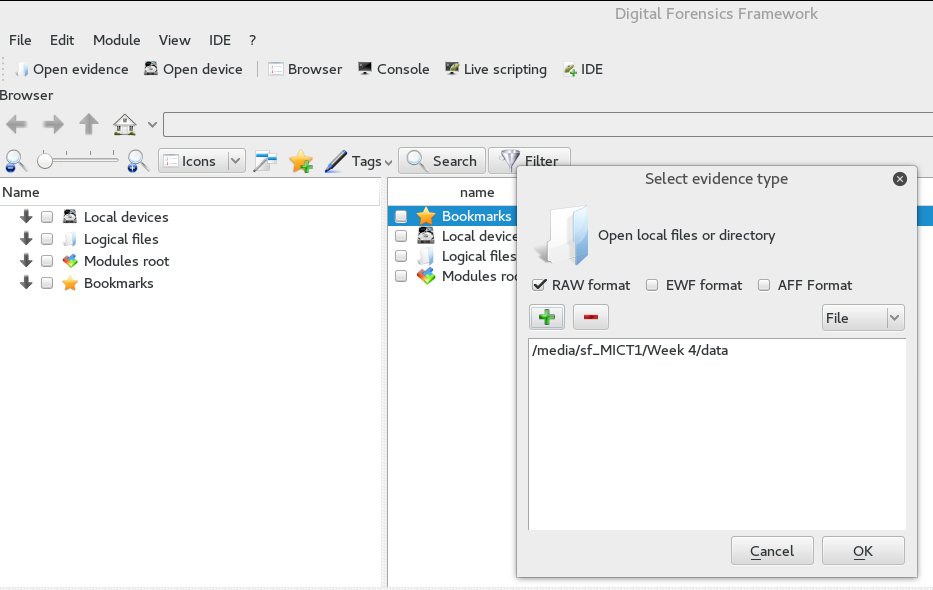 Digital Forensics Framework
File Edit Module View IDE ?
Open evidence Open device Browser Console Live scripting IDE
Browser
Icons Tags Search Filter
Name
Local devices
Logical files
Modules root
Bookmarks
name
Bookmarks
Local device
Logical files
Modules roo
Select evidence type
Open local files or directory
RAW format EWF format AFF Format
File
/media/sf_MICT1/Week 4/data
Cancel OK